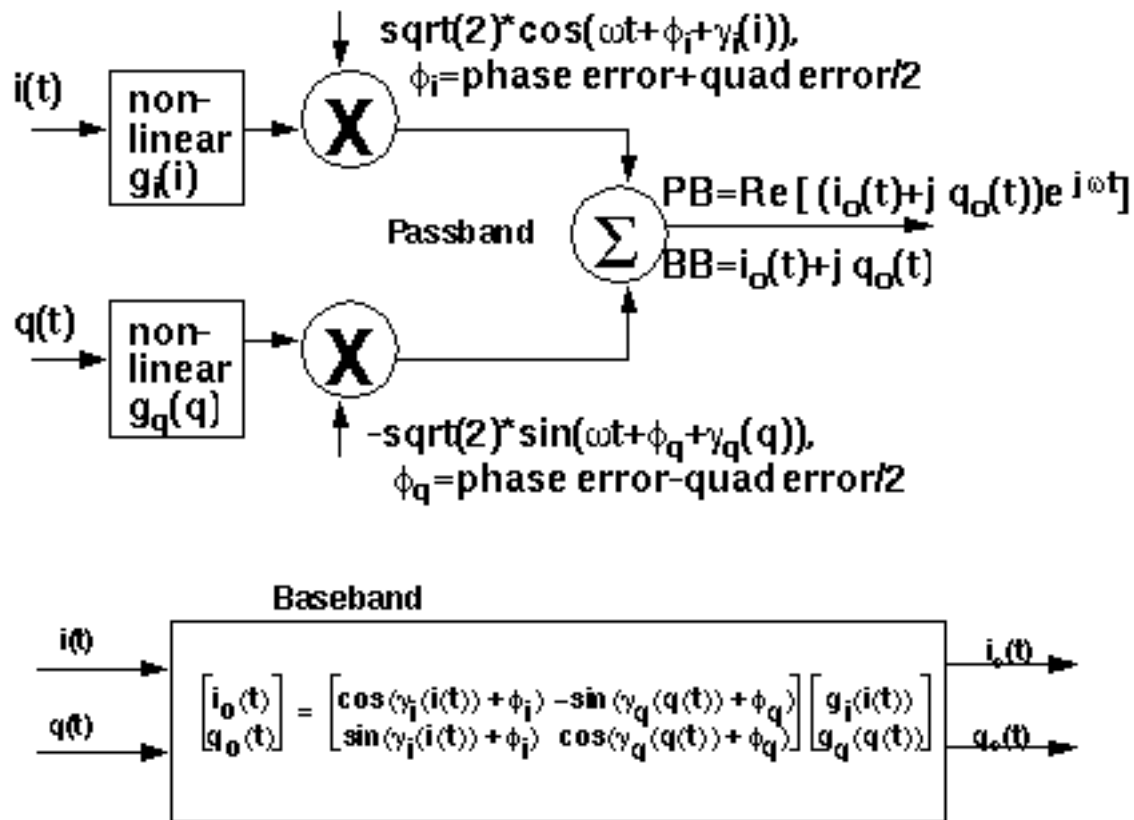 sqrt(2)*cos(ωt+ϕi+γi(i)),
ϕi=phase error+quad error/2
i(t)
non-
linear
gi(i)
X
PB=Re [ (io(t)+j qo(t))e jωt]
Passband
Σ
BB=io(t)+j qo(t)
q(t)
non-
linear
gq(q)
X
-sqrt(2)*sin(ωt+ϕq+γq(q)),
ϕq=phase error-quad error/2
Baseband
i(t)
io(t)
[io(t)] = [cos(γi(i(t))+ϕi) -sin(γq(q(t))+ϕq)] [gi(i(t))]
[qo(t)] [sin(γi(i(t))+ϕi) cos(γq(q(t))+ϕq)] [gq(q(t))]
q(t)
qo(t)